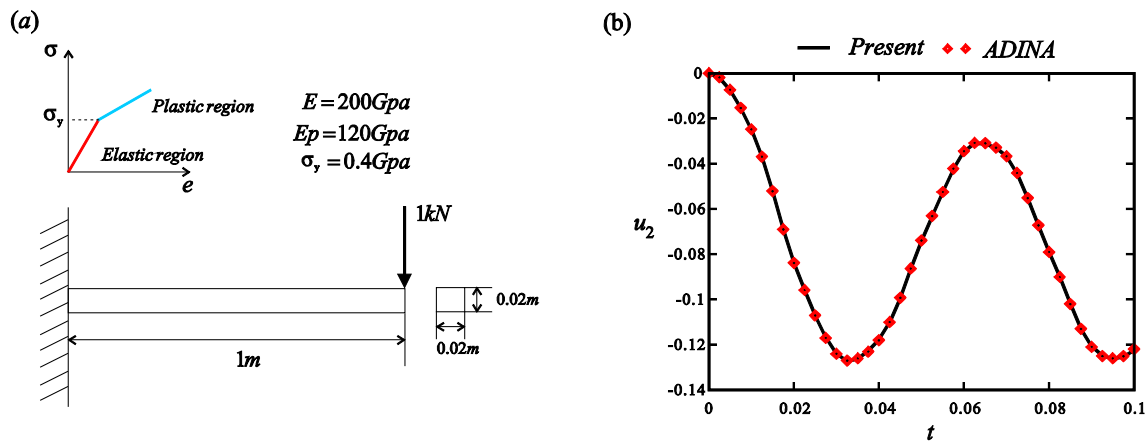 (a)
σ
σy
Plastic region
Elastic region
e
E = 200Gpa
Ep = 120Gpa
σy = 0.4Gpa
1kN
0.02m
0.02m
1m
(b)
Present ADINA
0
-0.02
-0.04
-0.06
-0.08
-0.1
-0.12
-0.14
u2
0 0.02 0.04 0.06 0.08 0.1
t